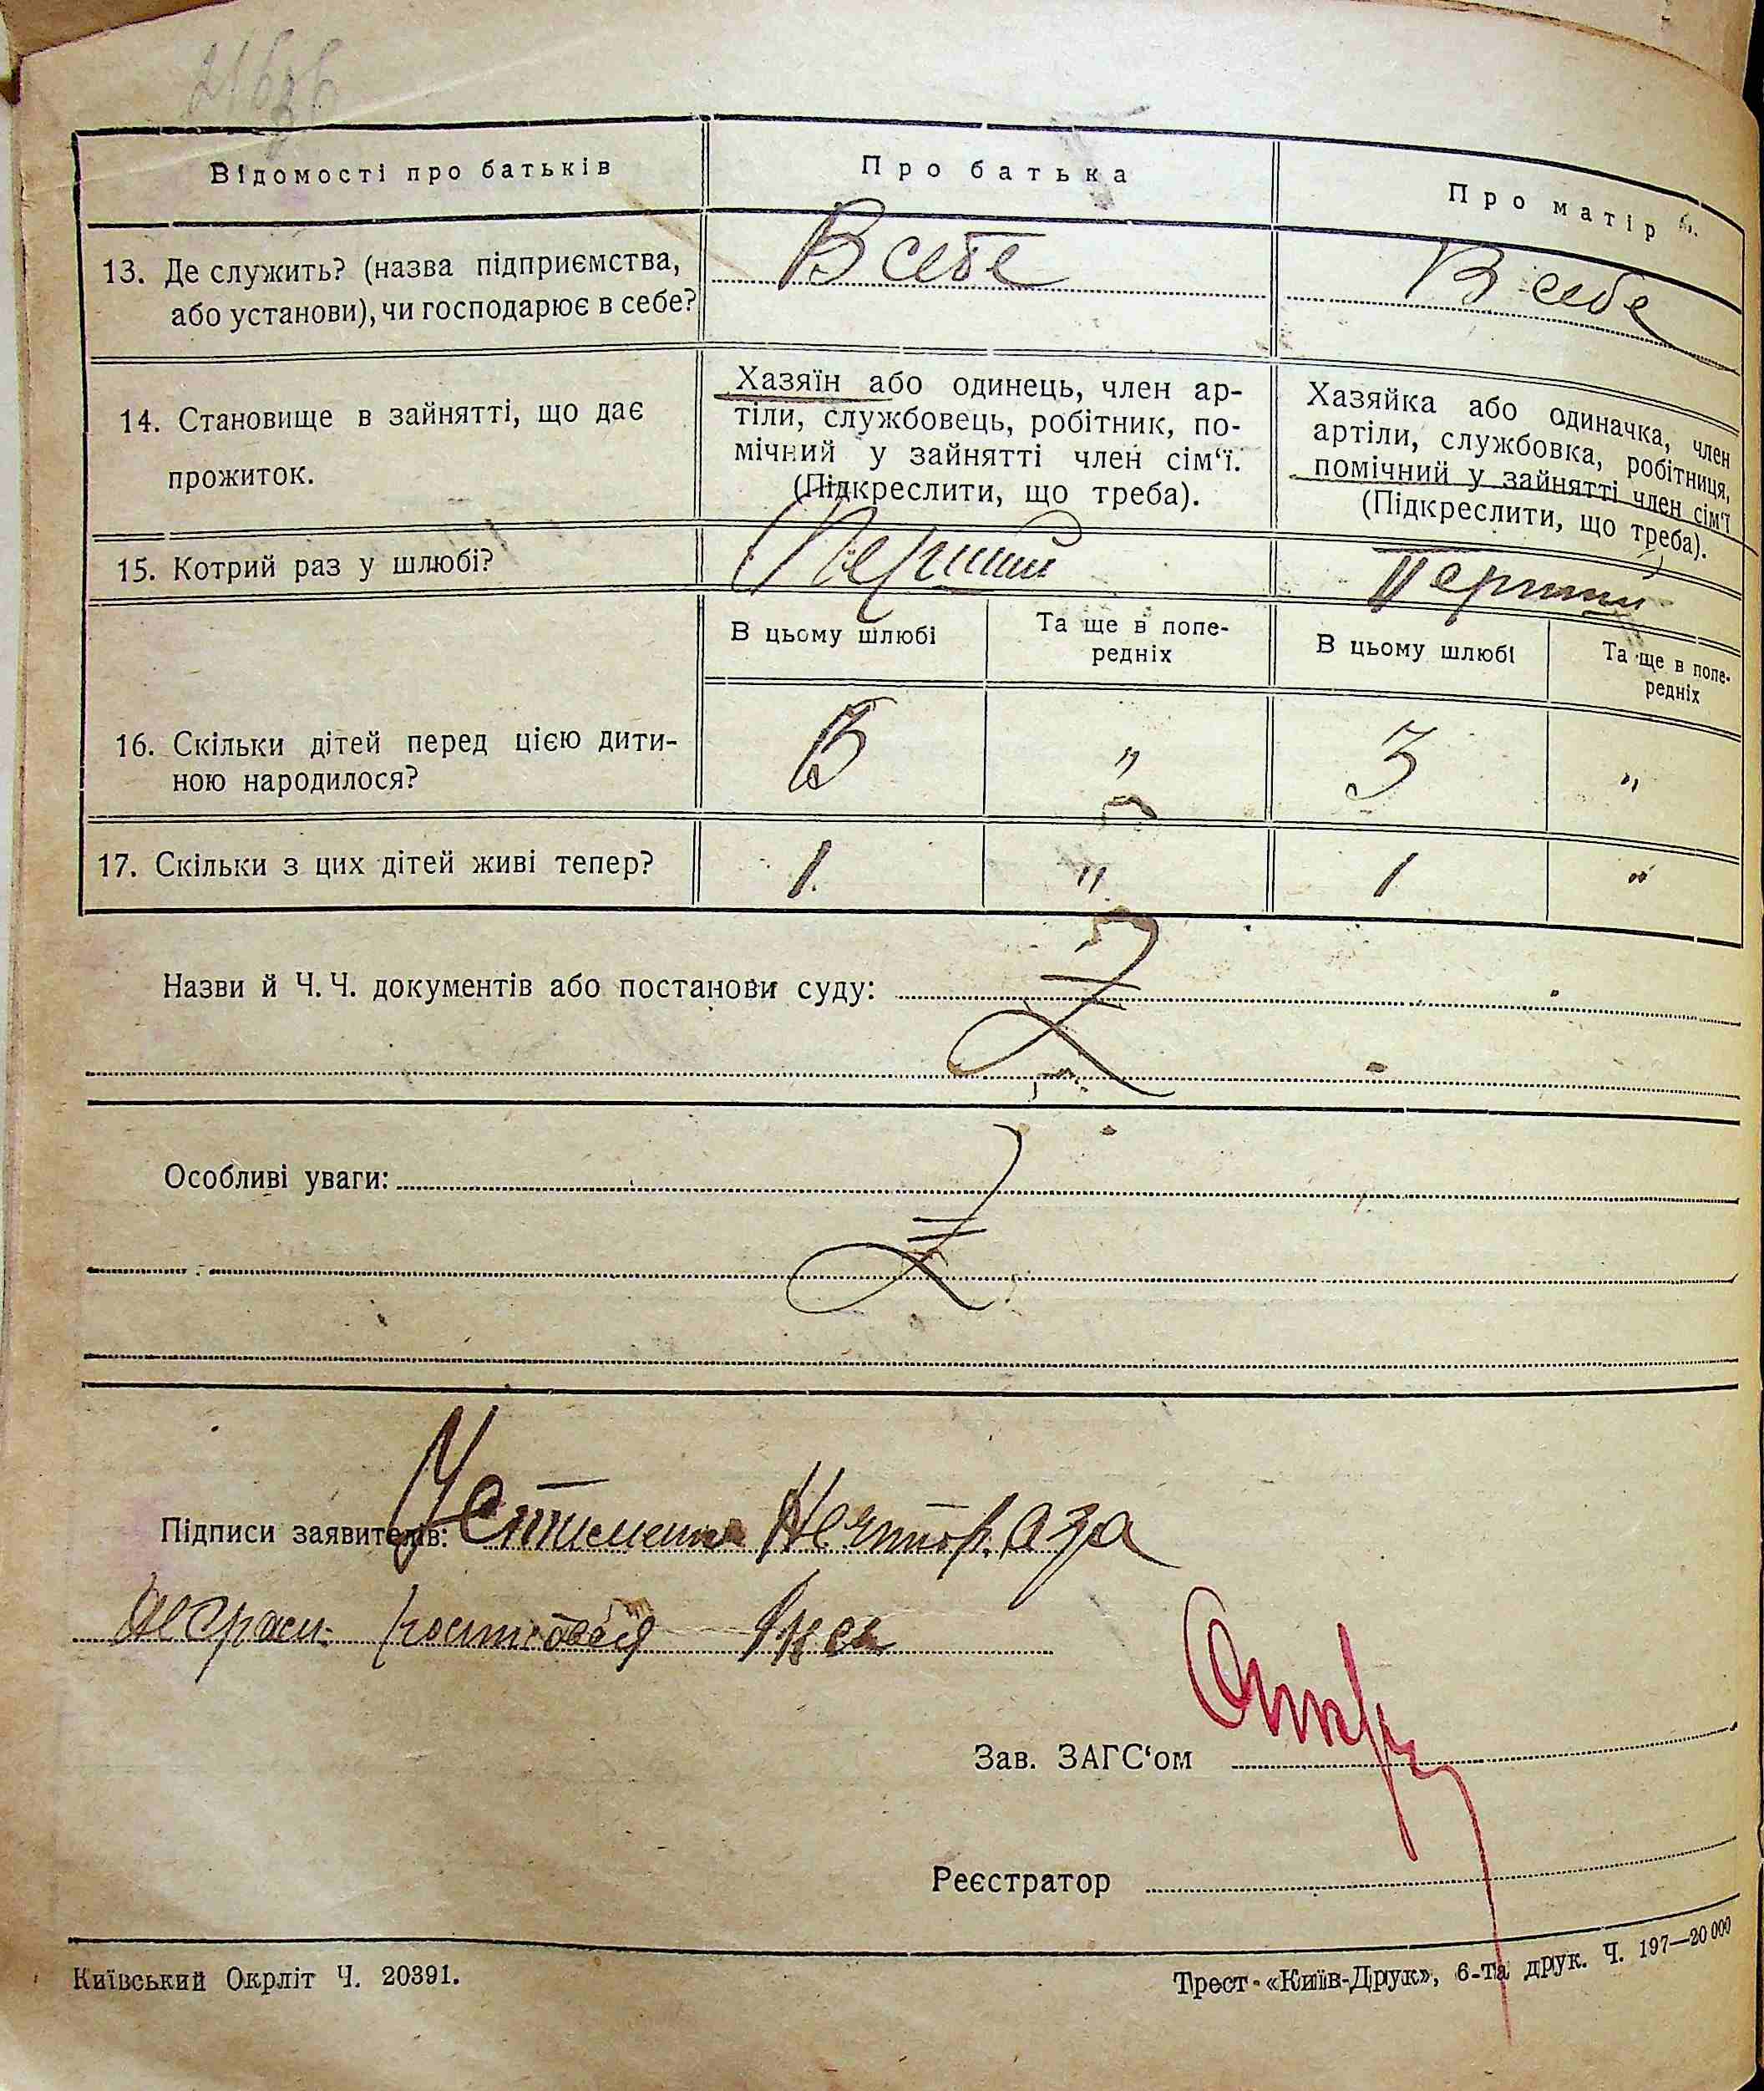 Відомості про батьків
Про батька
Про матір
13. Де служить? (назва підприємства,
або установи), чи господарює в себе?
В себе
В себе
14. Становище в зайнятті, що дає
прожиток.
Хазяїн або одинець, член ар-
тіли, службовець, робітник, по-
мічний у зайнятті член сім‘ї.
(Підкреслити, що треба).
Хазяйка або одиначка, член
артіли, службовка, робітниця,
помічний у зайнятті член сім‘ї
(Підкреслити, що треба).
15. Котрий раз у шлюбі?
Перший
Перший
В цьому шлюбі
Та ще в попе-
редніх
В цьому шлюбі
Та ще в попе-
редніх
16. Скільки дітей перед цією дити-
ною народилося?
"
3
"
17. Скільки з цих дітей живі тепер?
1
"
1
"
Назви й Ч. Ч. документів або постанови суду:
Особливі уваги:
Підписи заявителів:
Зав. ЗАГС‘ом
Реєстратор
Київський Окрліт Ч. 20391.
Трест «Київ-Друк», 6-та друк. Ч. 197—20 000